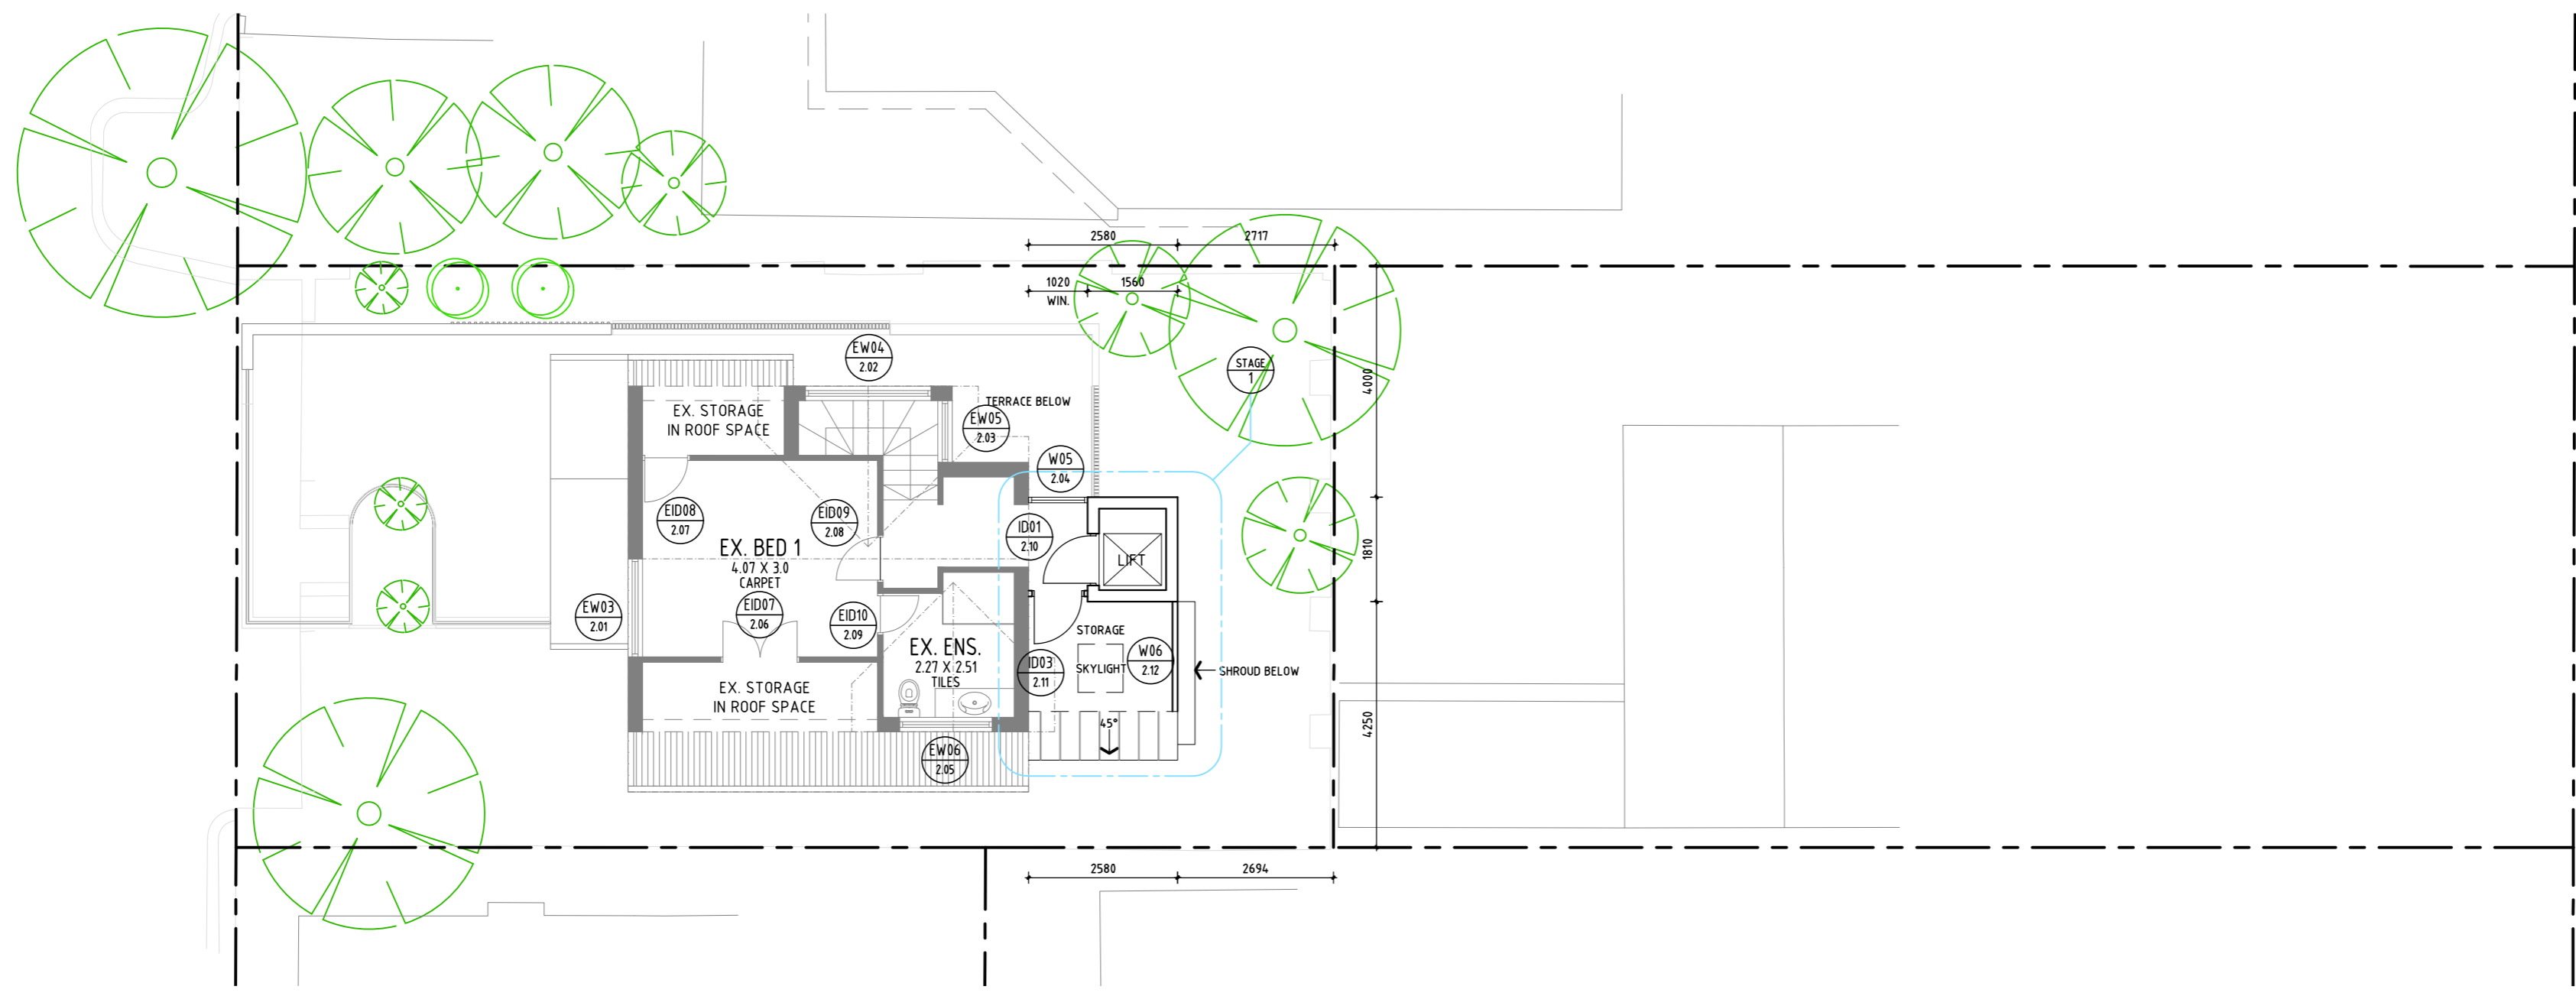 2580
2717
1020
1560
WIN.
EW04
2.02
STAGE
1
4000
EX. STORAGE
IN ROOF SPACE
TERRACE BELOW
EW05
2.03
W05
2.04
EID08
2.07
EID09
2.08
ID01
2.10
EX. BED 1
4.07 X 3.0
CARPET
LIFT
1810
EW03
2.01
EID07
2.06
EID10
2.09
EX. ENS.
2.27 X 2.51
TILES
STORAGE
ID03
2.11
SKYLIGHT
W06
2.12
SHROUD BELOW
EX. STORAGE
IN ROOF SPACE
45°
4250
EW06
2.05
2580
2694